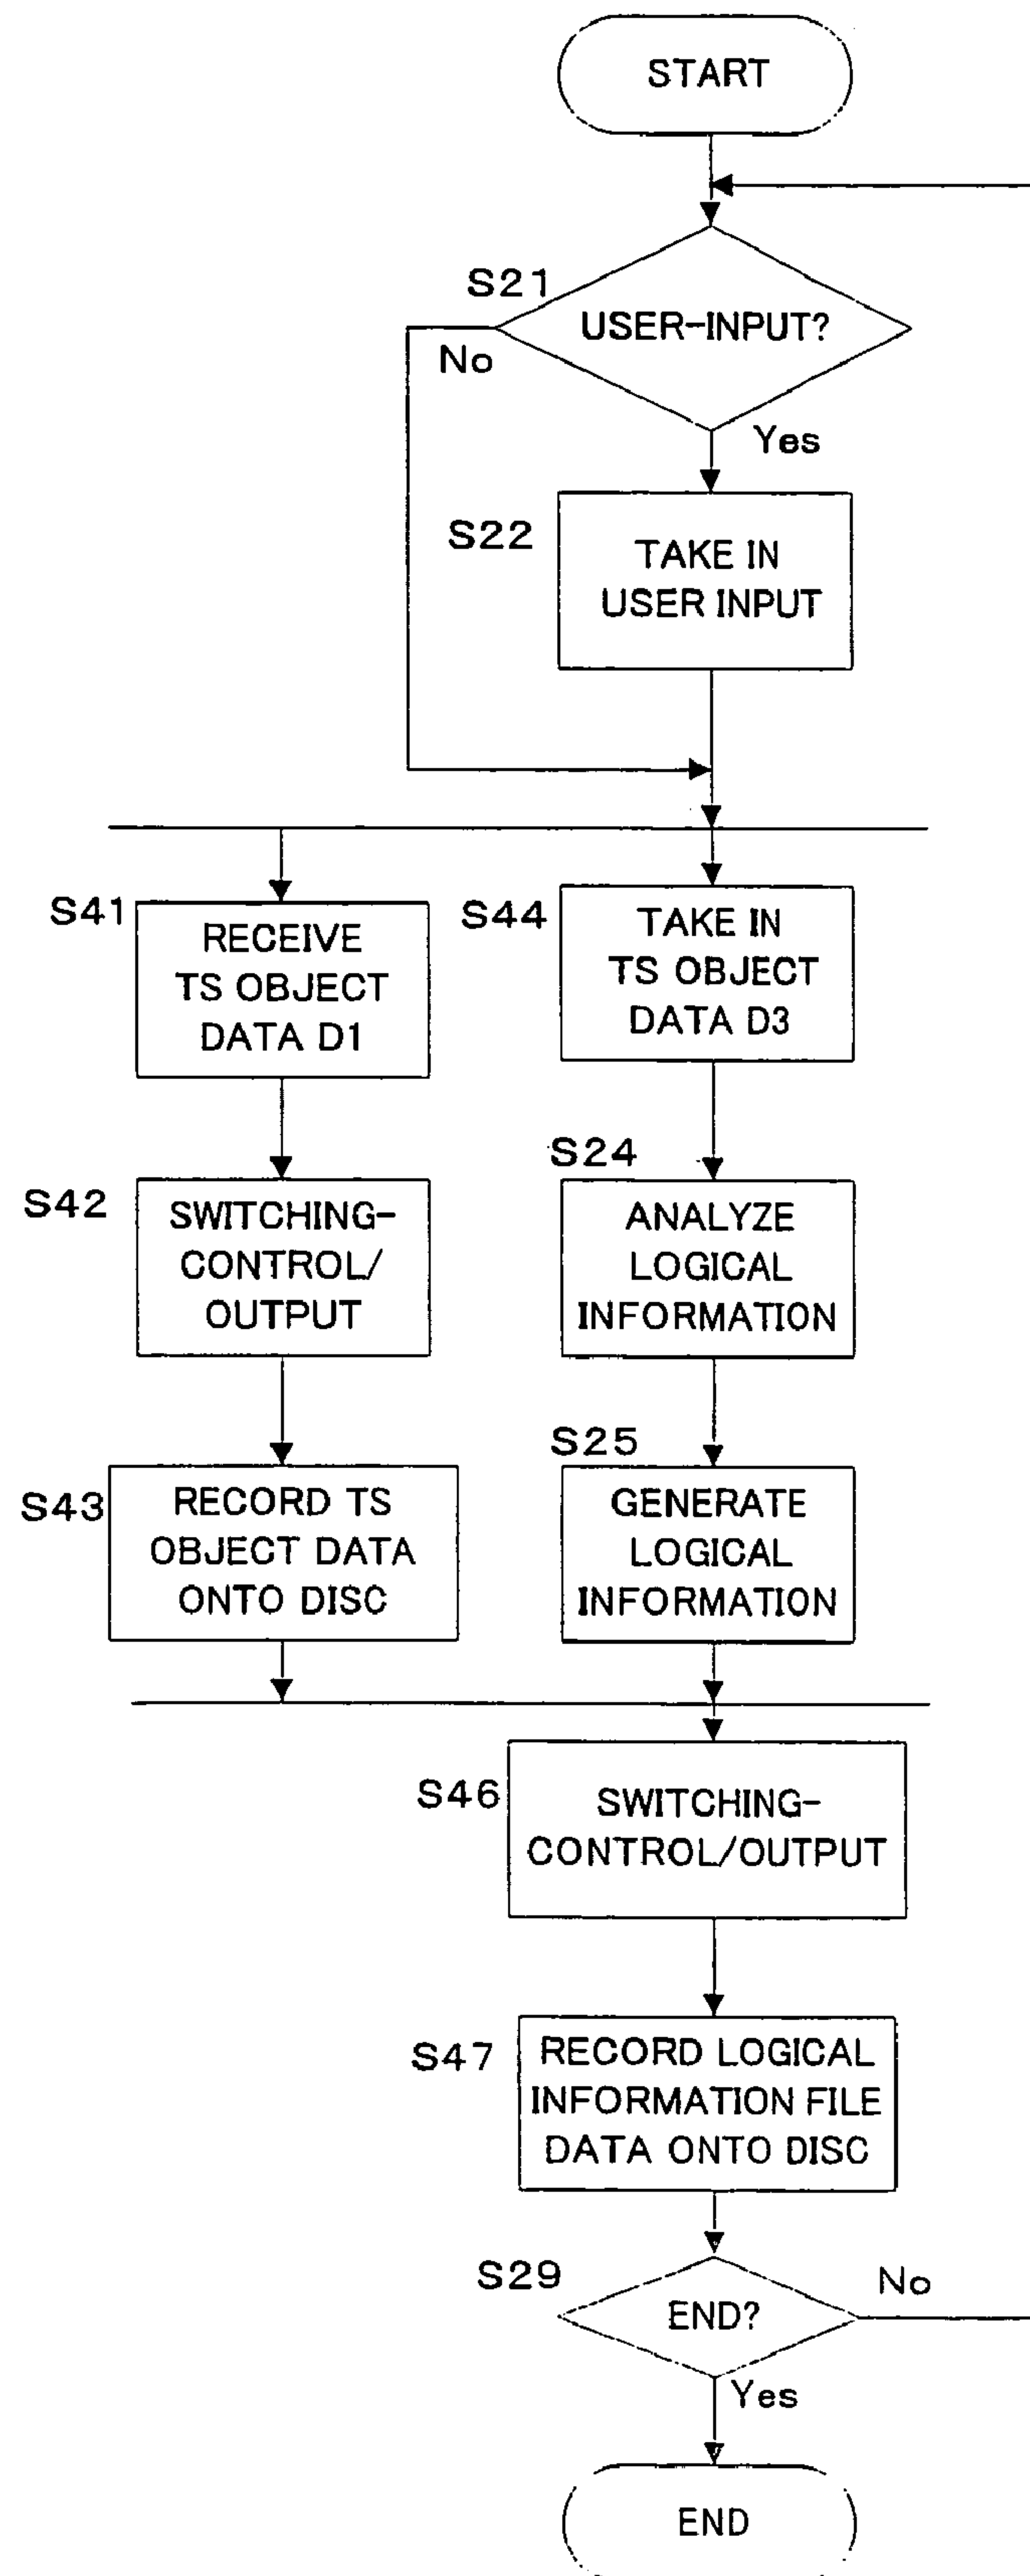 START
S21
USER-INPUT?
No
Yes
S22
TAKE IN
USER INPUT
S41
RECEIVE
TS OBJECT
DATA D1
S44
TAKE IN
TS OBJECT
DATA D3
S42
SWITCHING-
CONTROL/
OUTPUT
S24
ANALYZE
LOGICAL
INFORMATION
S43
RECORD TS
OBJECT DATA
ONTO DISC
S25
GENERATE
LOGICAL
INFORMATION
S46
SWITCHING-
CONTROL/OUTPUT
S47
RECORD LOGICAL
INFORMATION FILE
DATA ONTO DISC
S29
END?
No
Yes
END